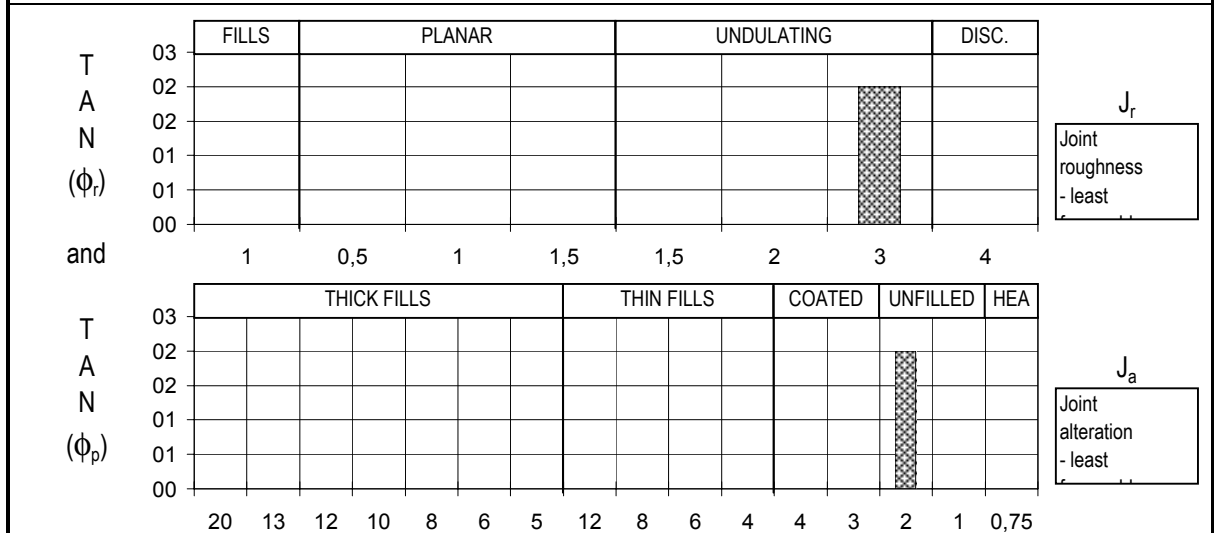 FILLS PLANAR UNDULATING DISC.
T
A
N
(ϕr)
03
02
02
01
01
00
Jr
Joint
roughness
- least
and
1 0,5 1 1,5 1,5 2 3 4
THICK FILLS THIN FILLS COATED UNFILLED HEA
T
A
N
(ϕp)
03
02
02
01
01
00
Ja
Joint
alteration
- least
20 13 12 10 8 6 5 12 8 6 4 4 3 2 1 0,75